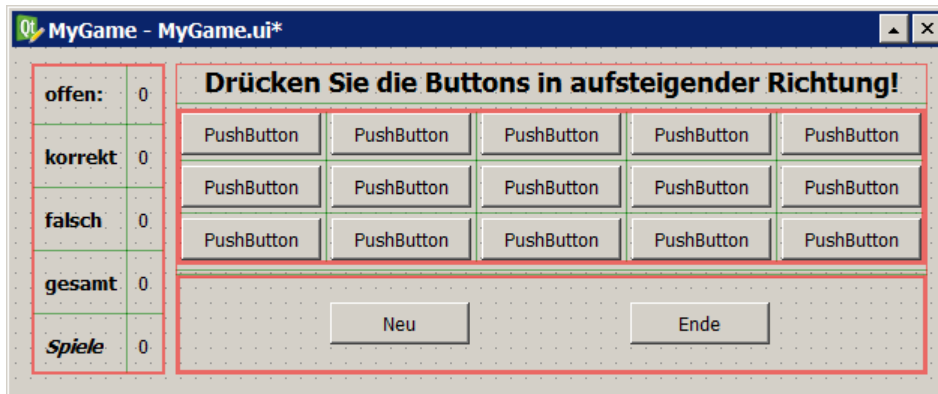 MyGame - MyGame.ui*
Drücken Sie die Buttons in aufsteigender Richtung!
offen: 0
korrekt 0
falsch 0
gesamt 0
Spiele 0
PushButton PushButton PushButton PushButton PushButton
PushButton PushButton PushButton PushButton PushButton
PushButton PushButton PushButton PushButton PushButton
Neu Ende